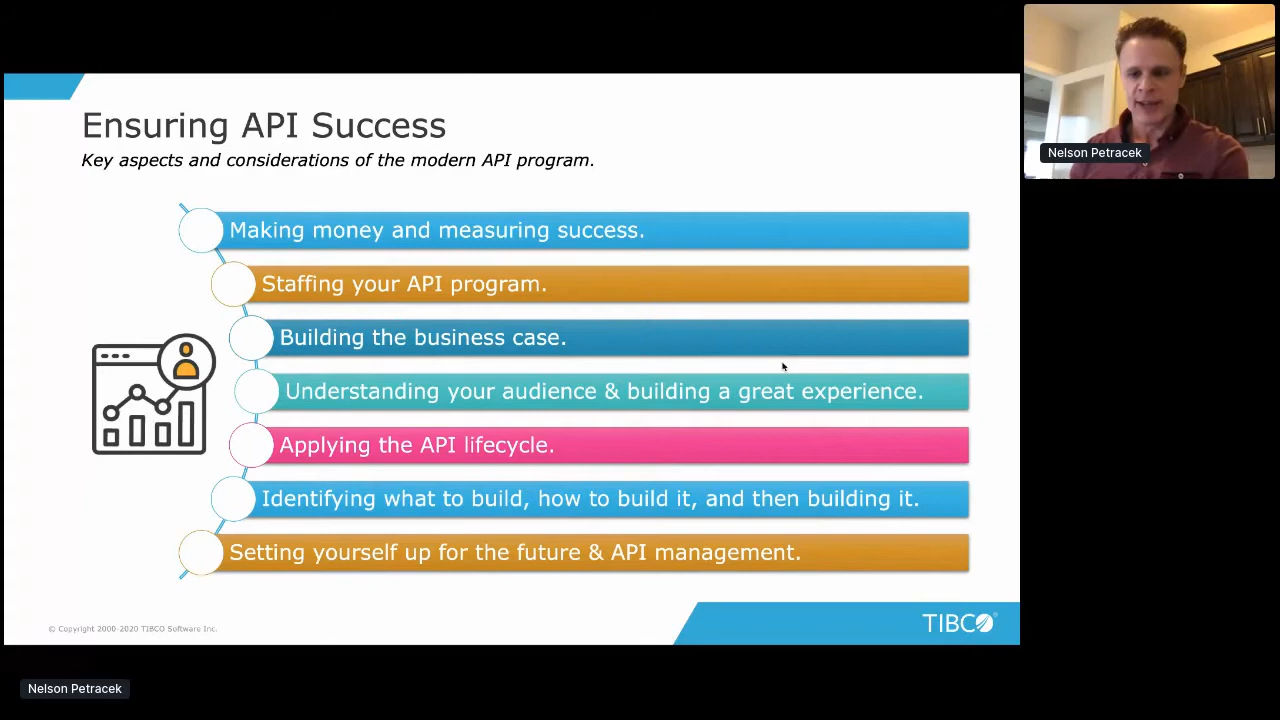 Ensuring API Success
Key aspects and considerations of the modern API program.
Making money and measuring success.
Staffing your API program.
Building the business case.
Understanding your audience & building a great experience.
Applying the API lifecycle.
Identifying what to build, how to build it, and then building it.
Setting yourself up for the future & API management.
© Copyright 2000-2020 TIBCO Software Inc.
TIBCO®
Nelson Petracek
Nelson Petracek